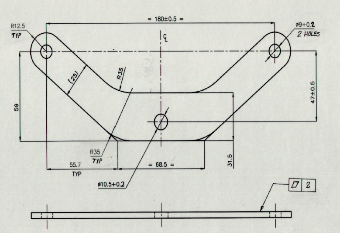 R12.5
TYP
= 180±0.5 =
℄
ø9+0.2
2 HOLES
(25)
R35
59
47±0.5
R35
TYP
55.7
TYP
= 68.5 =
31.5
ø10.5+0.2
2